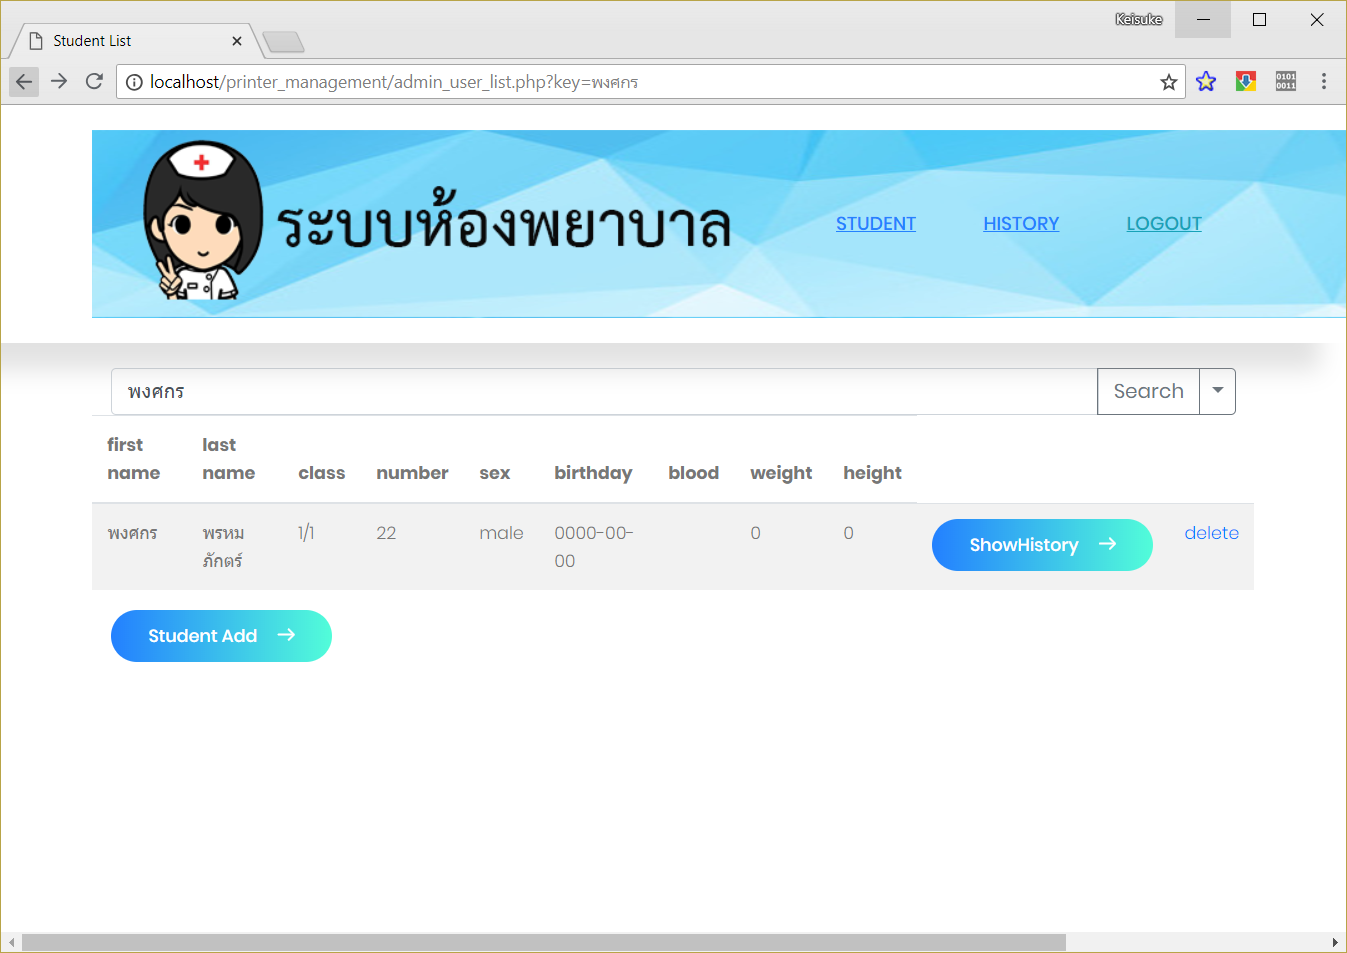 Keisuke
Student List
localhost/printer_management/admin_user_list.php?key=พงศกร
0101
0011
ระบบห้องพยาบาล
STUDENT HISTORY LOGOUT
พงศกร Search
first name last name class number sex birthday blood weight height
พงศกร พรหมภักตร์ 1/1 22 male 0000-00-00 0 0 ShowHistory → delete
Student Add →